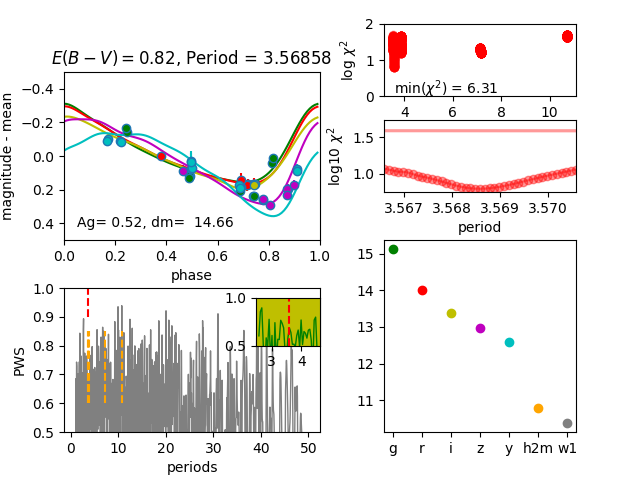 E(B − V) = 0.82, Period = 3.56858
magnitude - mean
−0.4
−0.2
0.0
0.2
0.4
Ag= 0.52, dm=  14.66
0.0 0.2 0.4 0.6 0.8 1.0
phase
log χ²
2
1
0
min(χ²) = 6.31
4 6 8 10
log10 χ²
1.5
1.0
3.567 3.568 3.569 3.570
period
PWS
1.0
0.9
0.8
0.7
0.6
0.5
1.0
0.5
3 4
0 10 20 30 40 50
periods
15
14
13
12
11
g r i z y h2m w1